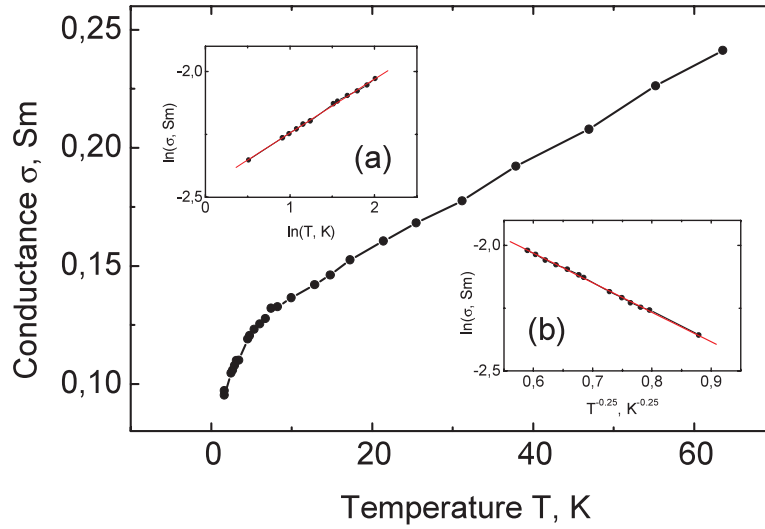 0,25
0,20
0,15
0,10
Conductance σ, Sm
0
20
40
60
Temperature T, K
-2,0
-2,5
ln(σ, Sm)
0
1
2
ln(T, K)
(a)
-2,0
-2,5
ln(σ, Sm)
(b)
0,6
0,7
0,8
0,9
T-0.25, K-0.25